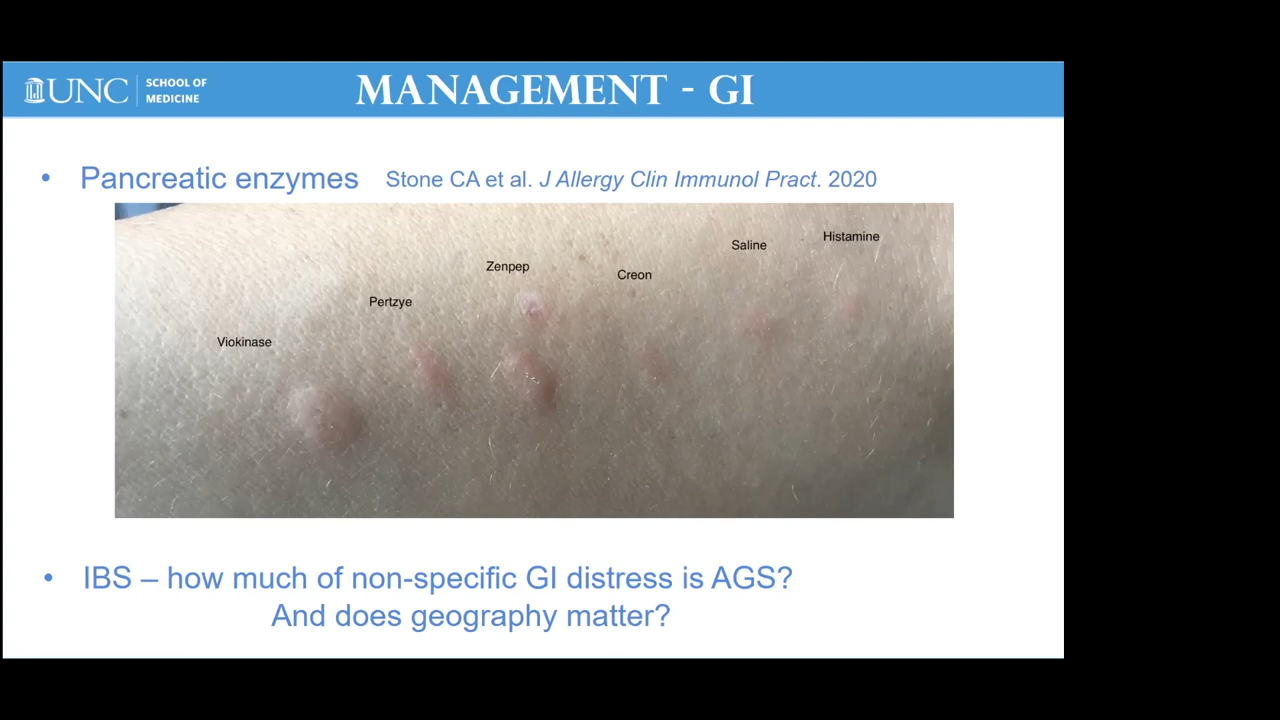 UNC SCHOOL OF MEDICINE
MANAGEMENT - GI
• Pancreatic enzymes Stone CA et al. J Allergy Clin Immunol Pract. 2020
Histamine
Saline
Zenpep
Creon
Pertzye
Viokinase
• IBS – how much of non-specific GI distress is AGS?
And does geography matter?